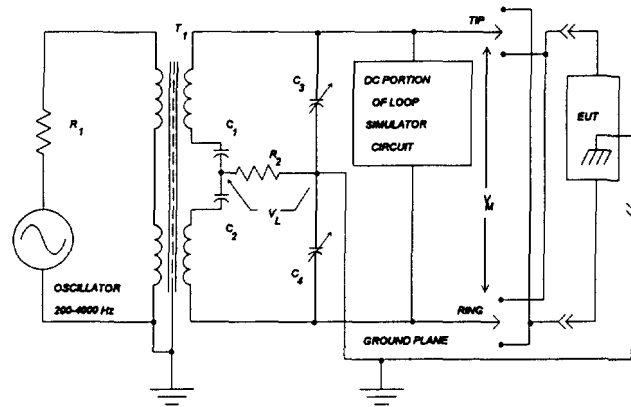 T1
TIP
C3
R1
DC PORTION
OF LOOP
SIMULATOR
CIRCUIT
EUT
C1
R2
C2
VL
VM
C4
OSCILLATOR
200-4000 Hz
RING
GROUND PLANE